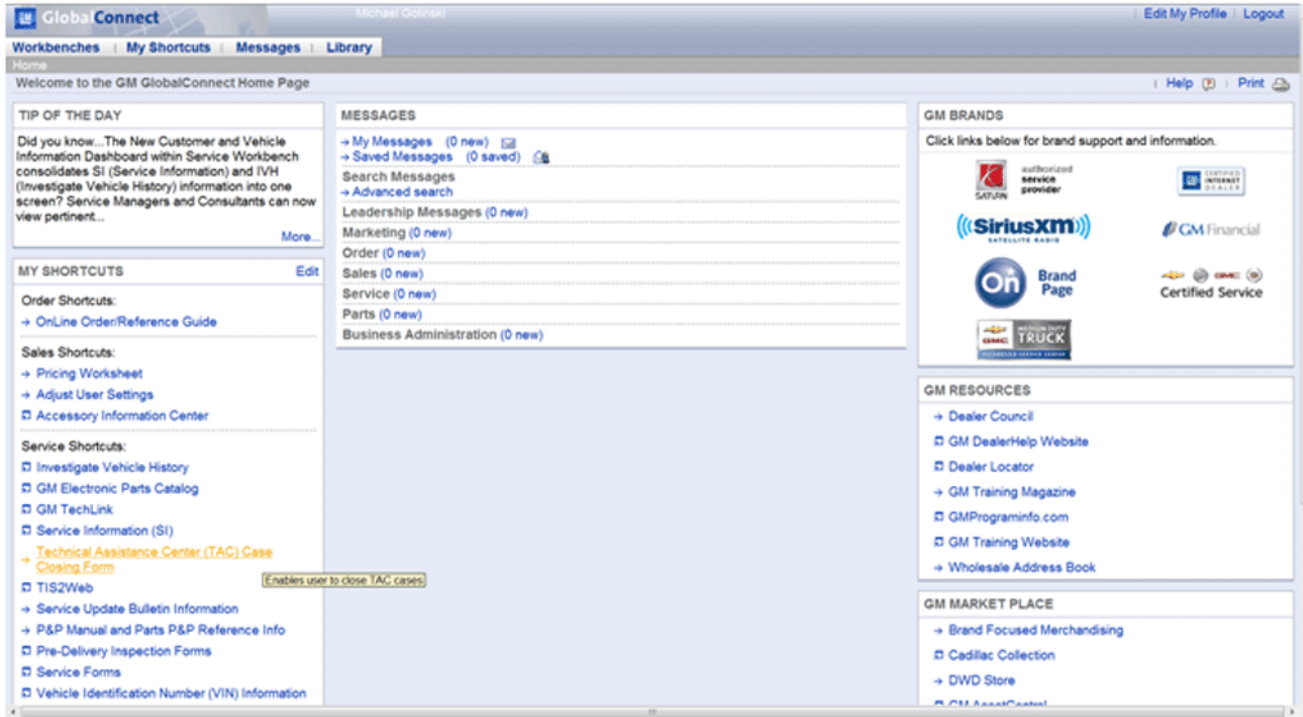 GM GlobalConnect
Michael Golinski
Edit My Profile | Logout
Workbenches | My Shortcuts | Messages | Library
Home
Welcome to the GM GlobalConnect Home Page
Help
Print
TIP OF THE DAY
Did you know...The New Customer and Vehicle
Information Dashboard within Service Workbench
consolidates SI (Service Information) and IVH
(Investigate Vehicle History) information into one
screen? Service Managers and Consultants can now
view pertinent...
More...
MY SHORTCUTS
Edit
Order Shortcuts:
OnLine Order/Reference Guide
Sales Shortcuts:
Pricing Worksheet
Adjust User Settings
Accessory Information Center
Service Shortcuts:
Investigate Vehicle History
GM Electronic Parts Catalog
GM TechLink
Service Information (SI)
Technical Assistance Center (TAC) Case
Closing Form
Enables user to close TAC cases
TIS2Web
Service Update Bulletin Information
P&P Manual and Parts P&P Reference Info
Pre-Delivery Inspection Forms
Service Forms
Vehicle Identification Number (VIN) Information
MESSAGES
My Messages (0 new)
Saved Messages (0 saved)
Search Messages
Advanced search
Leadership Messages (0 new)
Marketing (0 new)
Order (0 new)
Sales (0 new)
Service (0 new)
Parts (0 new)
Business Administration (0 new)
GM BRANDS
Click links below for brand support and information.
SATURN
authorized
service
provider
CERTIFIED
INTERNET
DEALER
SiriusXM
SATELLITE RADIO
GM Financial
On
Brand
Page
GMC
Certified Service
GMC
MEDIUM DUTY
TRUCK
GM RESOURCES
Dealer Council
GM DealerHelp Website
Dealer Locator
GM Training Magazine
GMPrograminfo.com
GM Training Website
Wholesale Address Book
GM MARKET PLACE
Brand Focused Merchandising
Cadillac Collection
DWD Store
GM AssetCentral